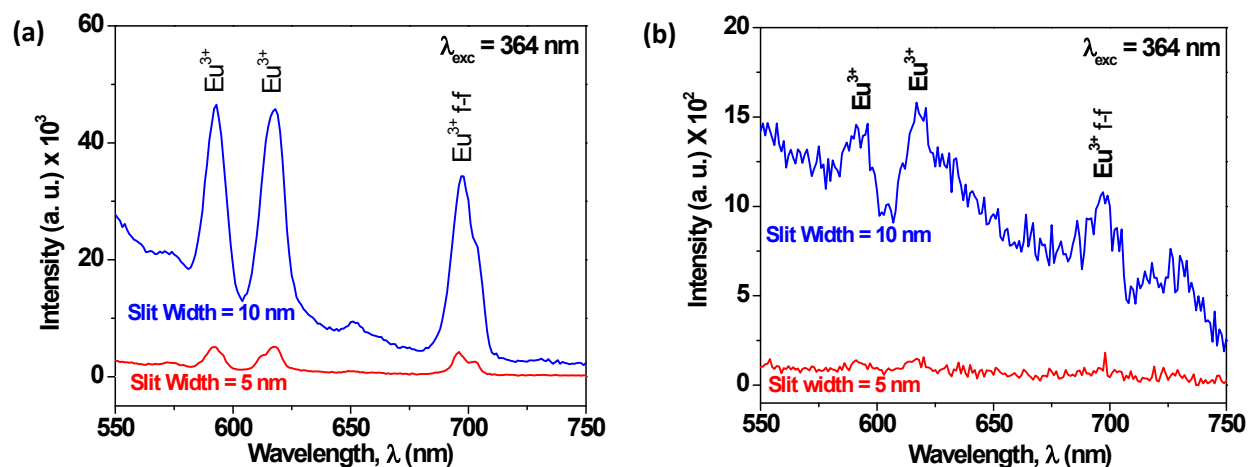 (a)
λexc = 364 nm
Eu³⁺
Eu³⁺
Eu³⁺ f-f
Slit Width = 10 nm
Slit Width = 5 nm
Intensity (a. u.) x 10³
60
40
20
0
550 600 650 700 750
Wavelength, λ (nm)
(b)
λexc = 364 nm
Eu³⁺
Eu³⁺
Eu³⁺ f-f
Slit Width = 10 nm
Slit width = 5 nm
Intensity (a. u.) X 10²
20
15
10
5
0
550 600 650 700 750
Wavelength, λ (nm)